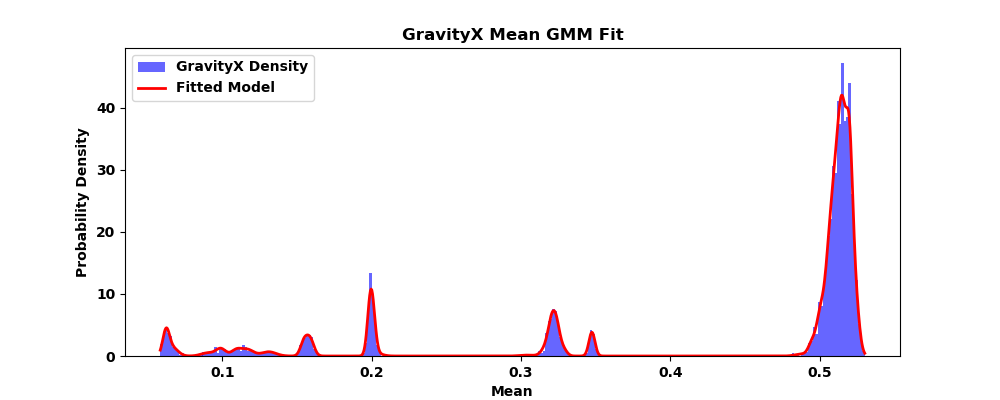 GravityX Mean GMM Fit
GravityX Density
Fitted Model
Probability Density
40
30
20
10
0
0.1 0.2 0.3 0.4 0.5
Mean